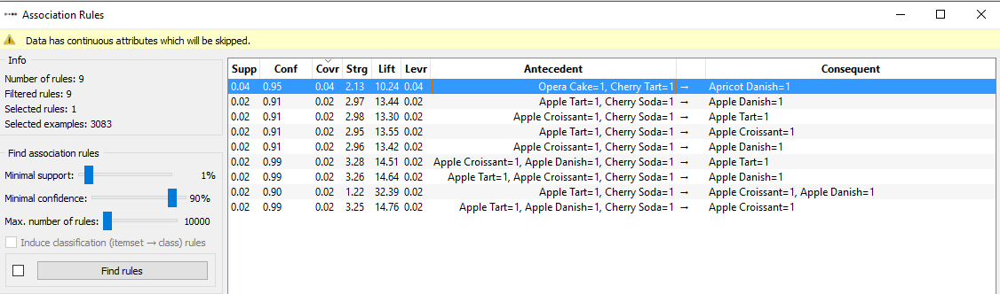 Association Rules
Data has continuous attributes which will be skipped.
Info
Number of rules: 9
Filtered rules: 9
Selected rules: 1
Selected examples: 3083
Find association rules
Minimal support: 1%
Minimal confidence: 90%
Max. number of rules: 10000
Induce classification (itemset → class) rules
Find rules
Supp Conf Covr Strg Lift Levr Antecedent Consequent
0.04 0.95 0.04 2.13 10.24 0.04 Opera Cake=1, Cherry Tart=1 → Apricot Danish=1
0.02 0.91 0.02 2.97 13.44 0.02 Apple Tart=1, Cherry Soda=1 → Apple Danish=1
0.02 0.91 0.02 2.98 13.30 0.02 Apple Croissant=1, Cherry Soda=1 → Apple Tart=1
0.02 0.91 0.02 2.95 13.55 0.02 Apple Tart=1, Cherry Soda=1 → Apple Croissant=1
0.02 0.91 0.02 2.96 13.42 0.02 Apple Croissant=1, Cherry Soda=1 → Apple Danish=1
0.02 0.99 0.02 3.28 14.51 0.02 Apple Croissant=1, Apple Danish=1, Cherry Soda=1 → Apple Tart=1
0.02 0.99 0.02 3.26 14.64 0.02 Apple Tart=1, Apple Croissant=1, Cherry Soda=1 → Apple Danish=1
0.02 0.90 0.02 1.22 32.39 0.02 Apple Tart=1, Cherry Soda=1 → Apple Croissant=1, Apple Danish=1
0.02 0.99 0.02 3.25 14.76 0.02 Apple Tart=1, Apple Danish=1, Cherry Soda=1 → Apple Croissant=1